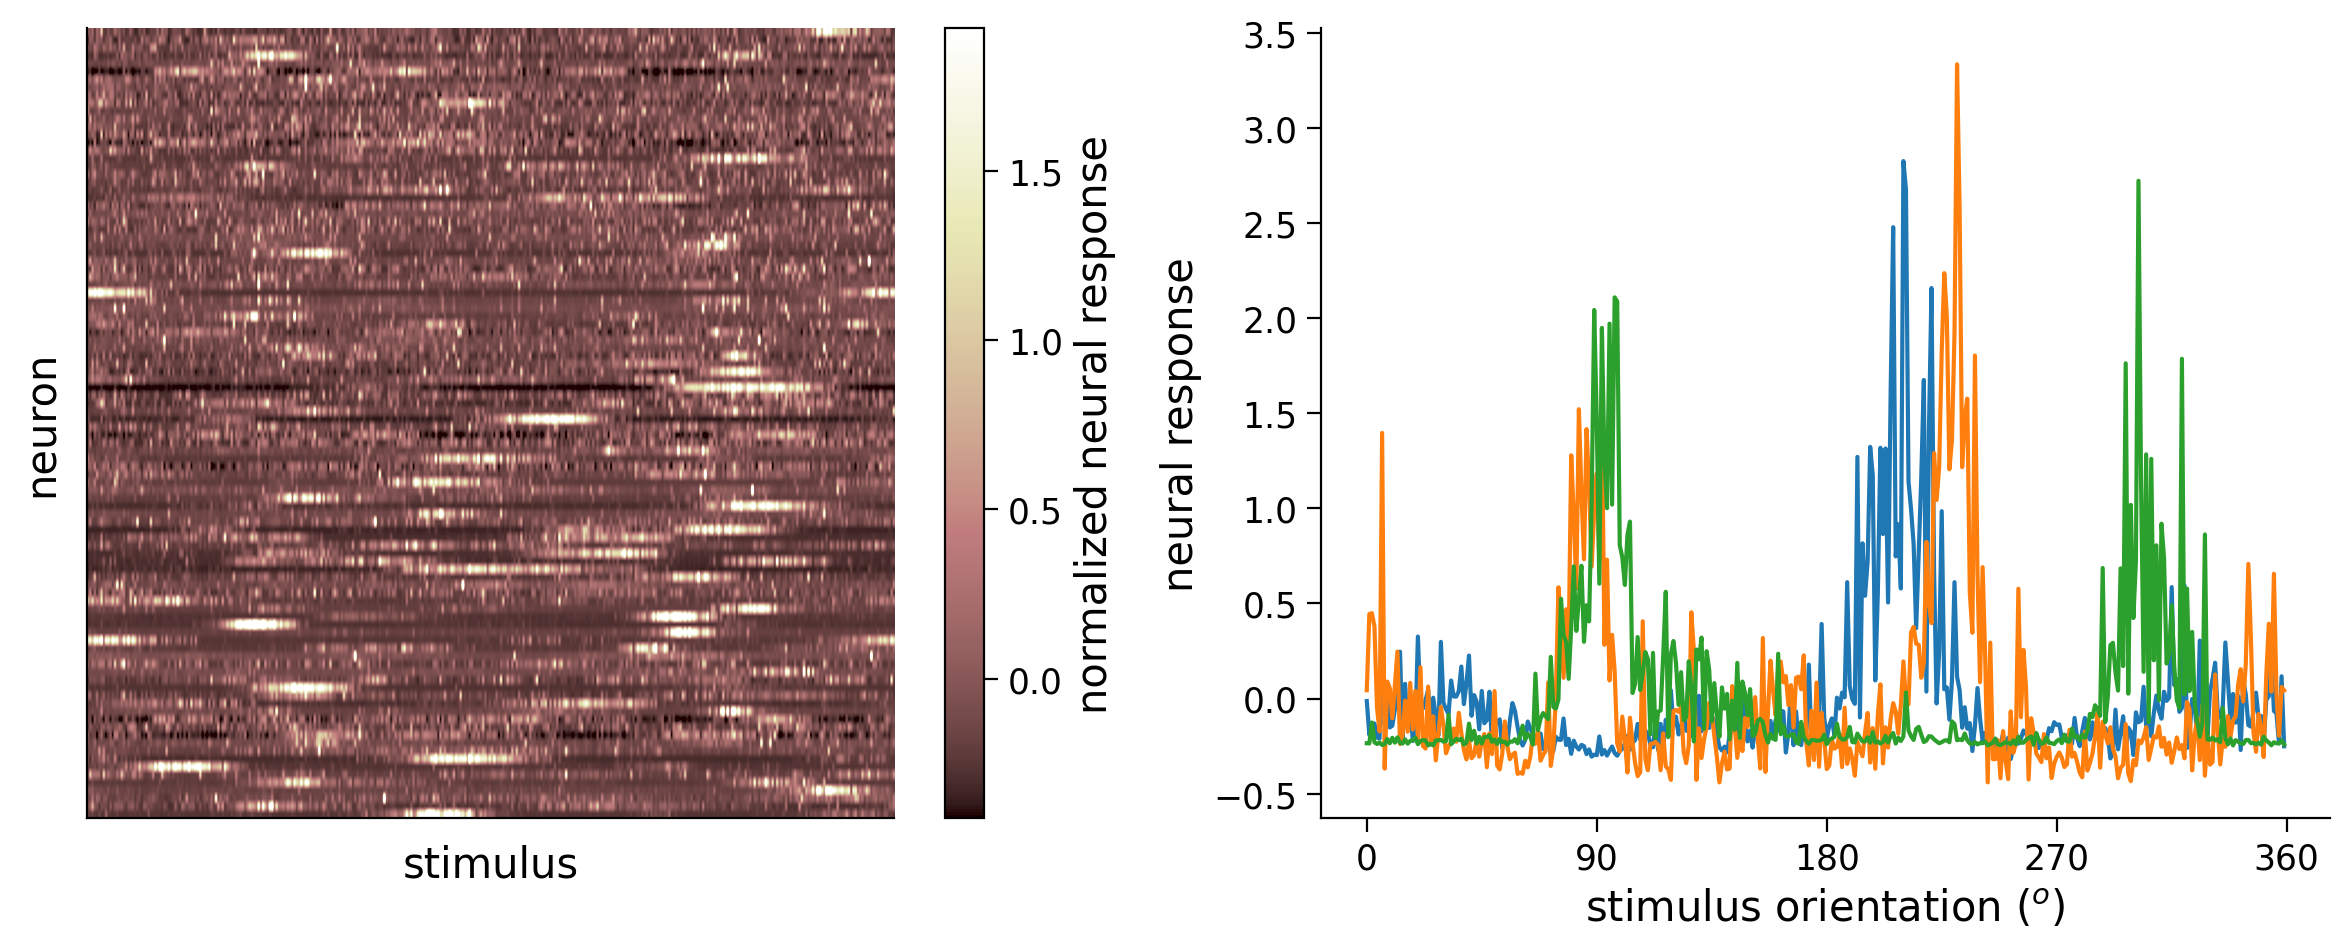 neuron
stimulus
1.5
1.0
0.5
0.0
normalized neural response
neural response
3.5
3.0
2.5
2.0
1.5
1.0
0.5
0.0
−0.5
0 90 180 270 360
stimulus orientation (o)